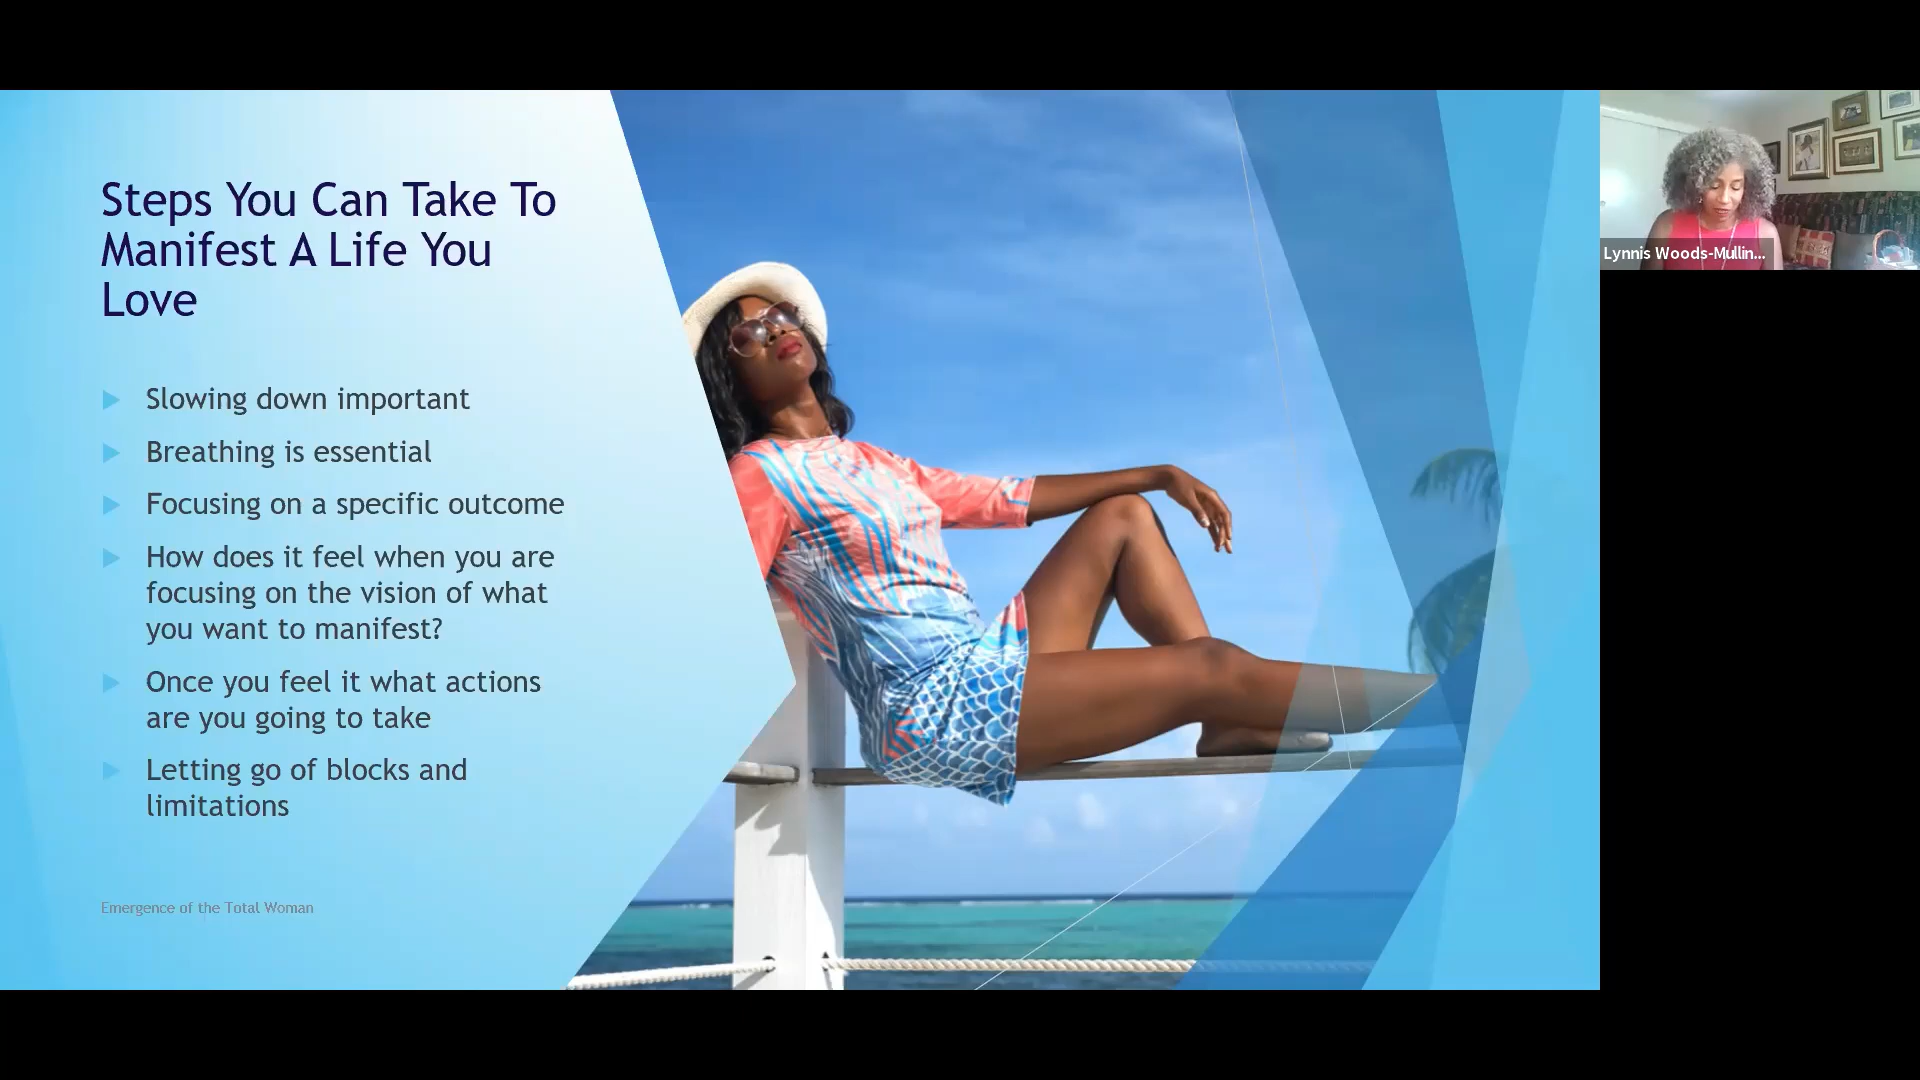 Steps You Can Take To
Manifest A Life You
Love
Slowing down important
Breathing is essential
Focusing on a specific outcome
How does it feel when you are
focusing on the vision of what
you want to manifest?
Once you feel it what actions
are you going to take
Letting go of blocks and
limitations
Emergence of the Total Woman
Lynnis Woods-Mullin...